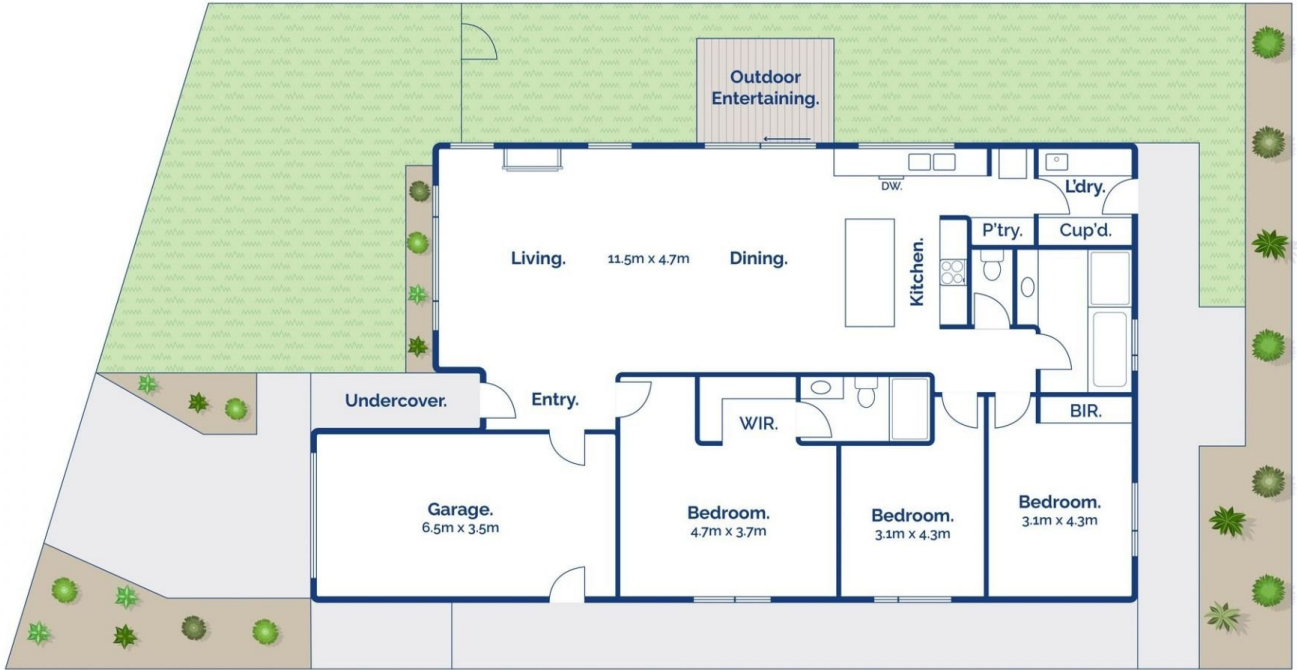 Outdoor
Entertaining.
DW.
L'dry.
P'try.
Cup'd.
Living.
11.5m x 4.7m
Dining.
Kitchen.
Undercover.
Entry.
WIR.
BIR.
Garage.
6.5m x 3.5m
Bedroom.
4.7m x 3.7m
Bedroom.
3.1m x 4.3m
Bedroom.
3.1m x 4.3m